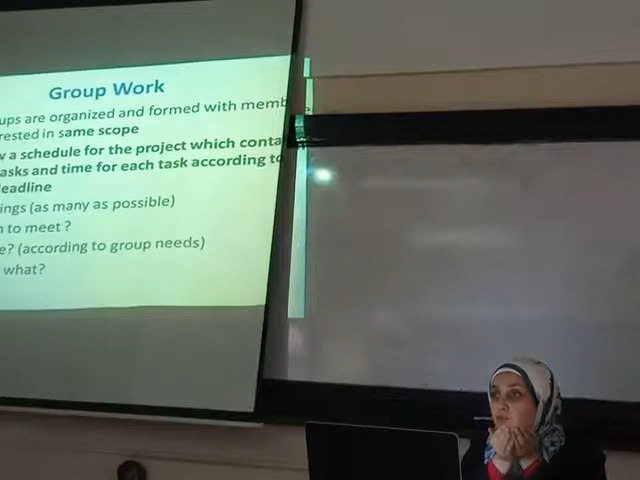 Group Work
ups are organized and formed with memb
rested in same scope
w a schedule for the project which conta
asks and time for each task according to
eadline
ings (as many as possible)
n to meet ?
e? (according to group needs)
what?